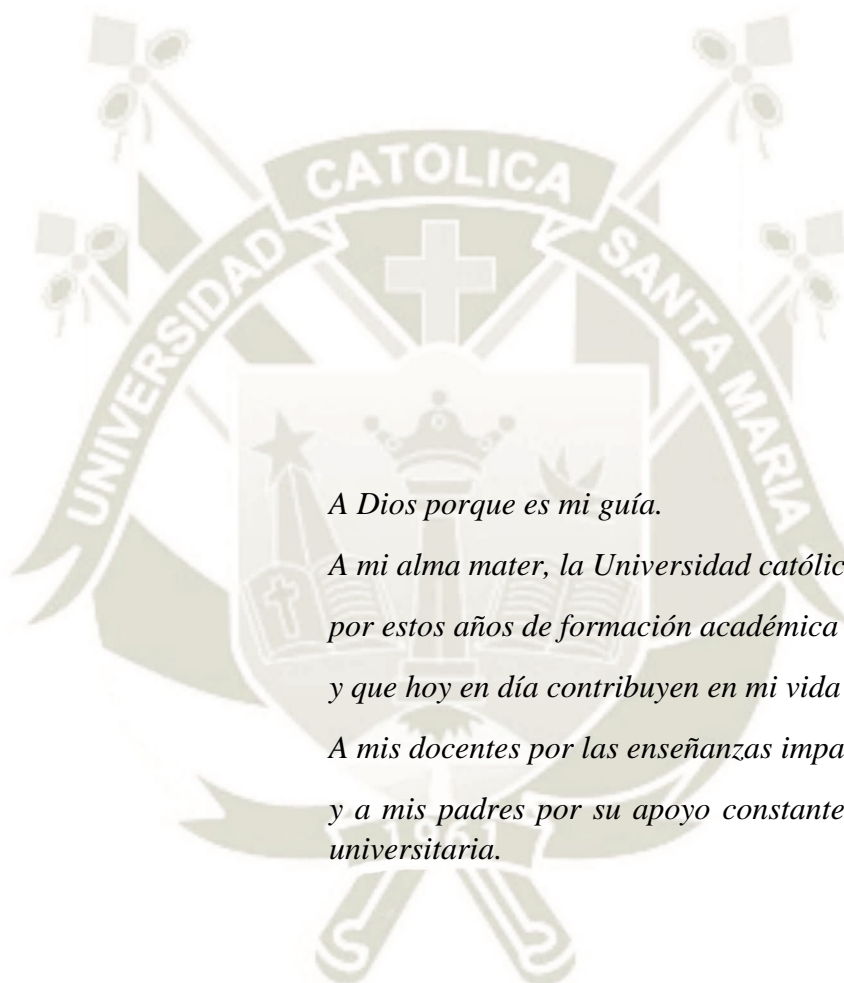 CATOLICA
UNIVERSIDAD
SANTA MARIA
A Dios porque es mi guía.
A mi alma mater, la Universidad católic
por estos años de formación académica
y que hoy en día contribuyen en mi vida
A mis docentes por las enseñanzas impa
y a mis padres por su apoyo constante
universitaria.
1961